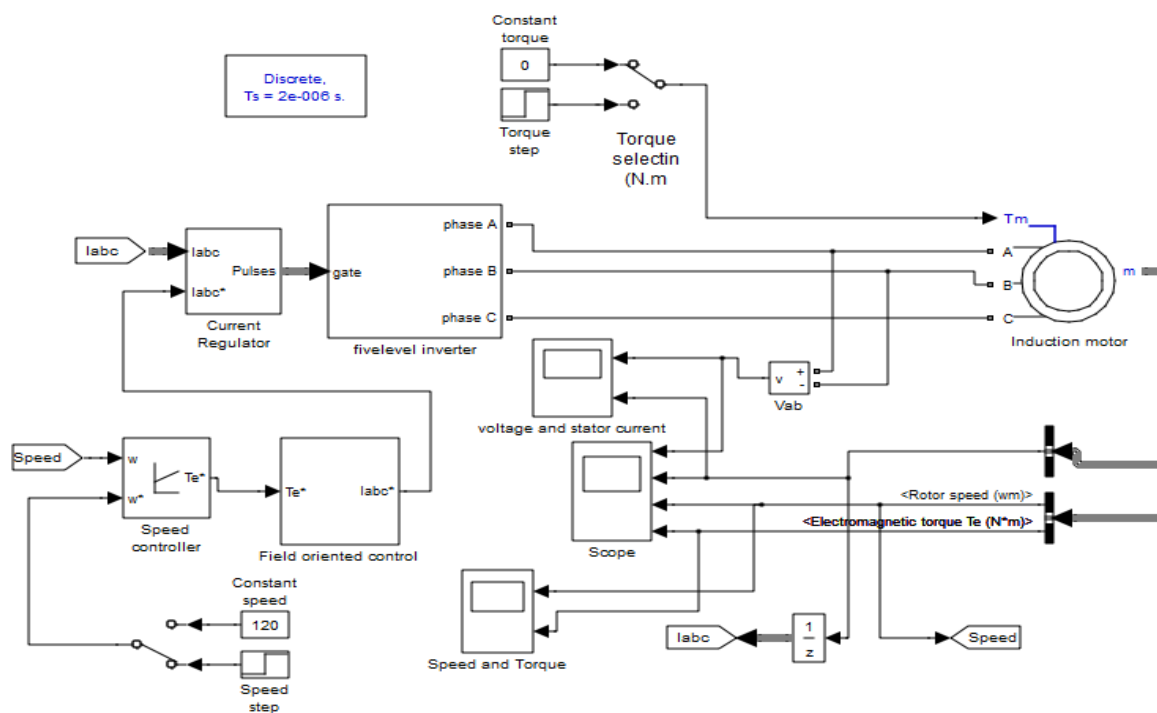 Constant
torque
0
Discrete,
Ts = 2e-006 s.
Torque
step
Torque
selectin
(N.m
phase A
Tm
Iabc
Iabc
A
Pulses
gate
phase B
m
B
Iabc*
phase C
C
Current
Regulator
fivelevel inverter
Induction motor
v
+
-
Vab
voltage and stator current
Speed
w
Te*
w*
Te*
Iabc*
<Rotor speed (wm)>
<Electromagnetic torque Te (N*m)>
Speed
controller
Field oriented control
Scope
Constant
speed
120
Iabc
1
z
Speed
Speed and Torque
Speed
step